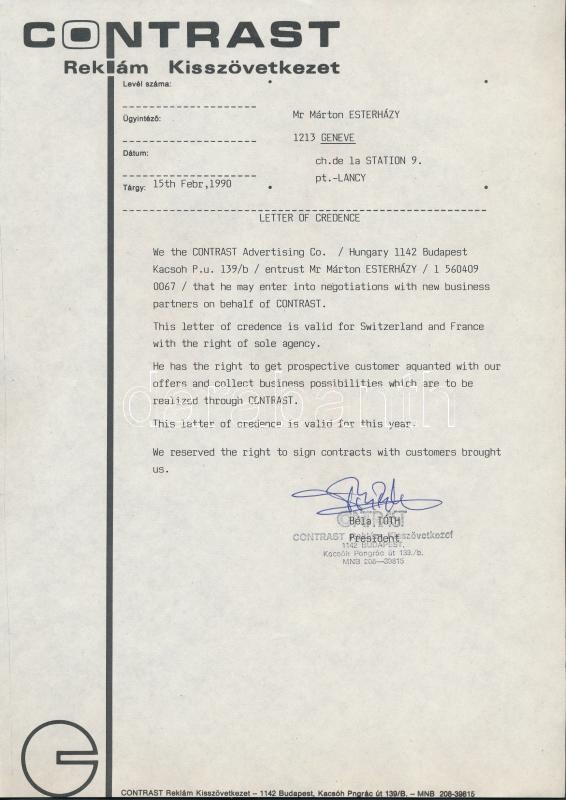 CONTRAST
Reklám Kisszövetkezet
Levél száma:
Ügyintéző:
Dátum:
Tárgy: 15th Febr,1990
Mr Márton ESTERHÁZY
1213 GENEVE
ch.de la STATION 9.
pt.-LANCY
LETTER OF CREDENCE
We the CONTRAST Advertising Co. / Hungary 1142 Budapest
Kacsoh P.u. 139/b / entrust Mr Márton ESTERHÁZY / 1 560409
0067 / that he may enter into negotiations with new business
partners on behalf of CONTRAST.
This letter of credence is valid for Switzerland and France
with the right of sole agency.
He has the right to get prospective customer aquanted with our
offers and collect business possibilities which are to be
realized through CONTRAST.
This letter of credence is valid for this year.
We reserved the right to sign contracts with customers brought
us.
CONTRAST
Béla TÓTH
CONTRAST Reklám Kisszövetkezet
President
1142 BUDAPEST,
Kacsóh Pongrác út 139./b.
MNB 208—39815
darabanth
CONTRAST Reklám Kisszövetkezet – 1142 Budapest, Kacsóh Pngrác út 139/B. – MNB 208-39815